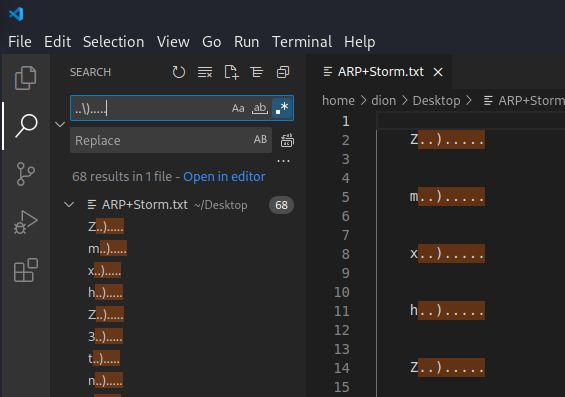 File Edit Selection View Go Run Terminal Help
SEARCH
..\).....
Aa ab .*
Replace
AB
...
68 results in 1 file - Open in editor
ARP+Storm.txt ~/Desktop 68
Z..).....
m..).....
x..).....
h..).....
Z..).....
3..).....
t..).....
n..).....
ARP+Storm.txt
home > dion > Desktop > ARP+Storm
1
2 Z..).....
3
4
5 m..).....
6
7
8 x..).....
9
10
11 h..).....
12
13
14 Z..).....
15